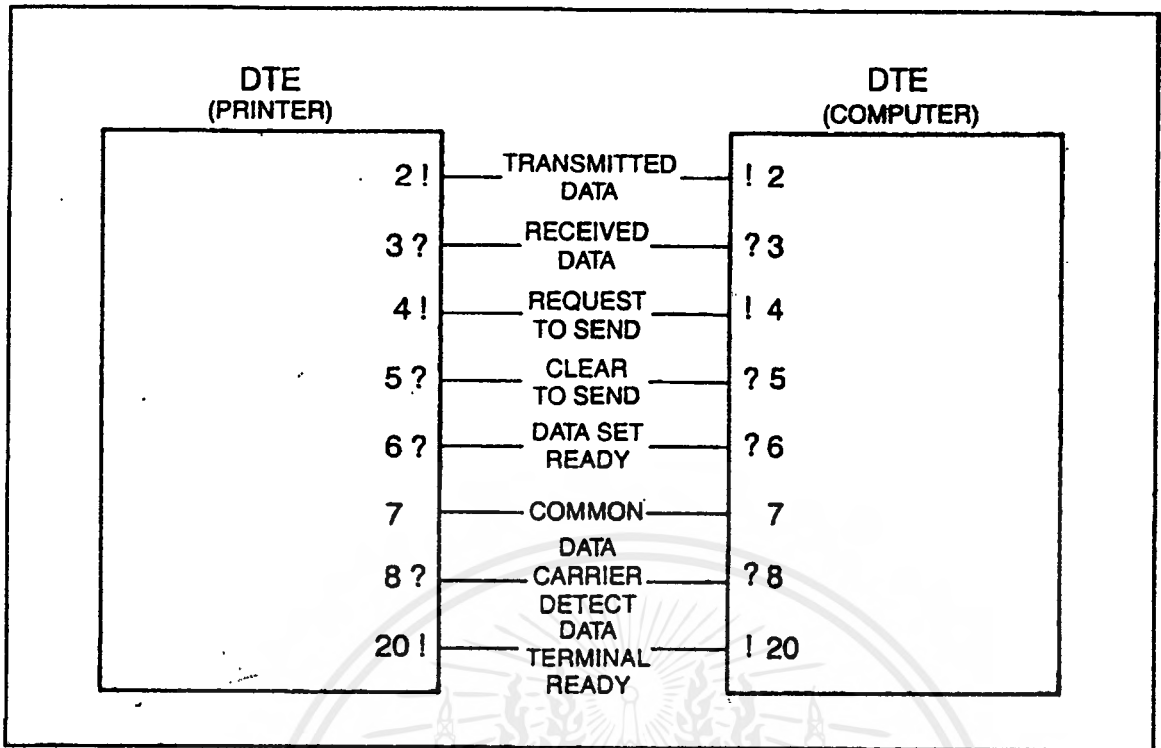 DTE
(PRINTER)
DTE
(COMPUTER)
2 !
TRANSMITTED
DATA
! 2
3 ?
RECEIVED
DATA
? 3
4 !
REQUEST
TO SEND
! 4
5 ?
CLEAR
TO SEND
? 5
6 ?
DATA SET
READY
? 6
7
COMMON
7
8 ?
DATA
CARRIER
DETECT
? 8
20 !
DATA
TERMINAL
READY
! 20